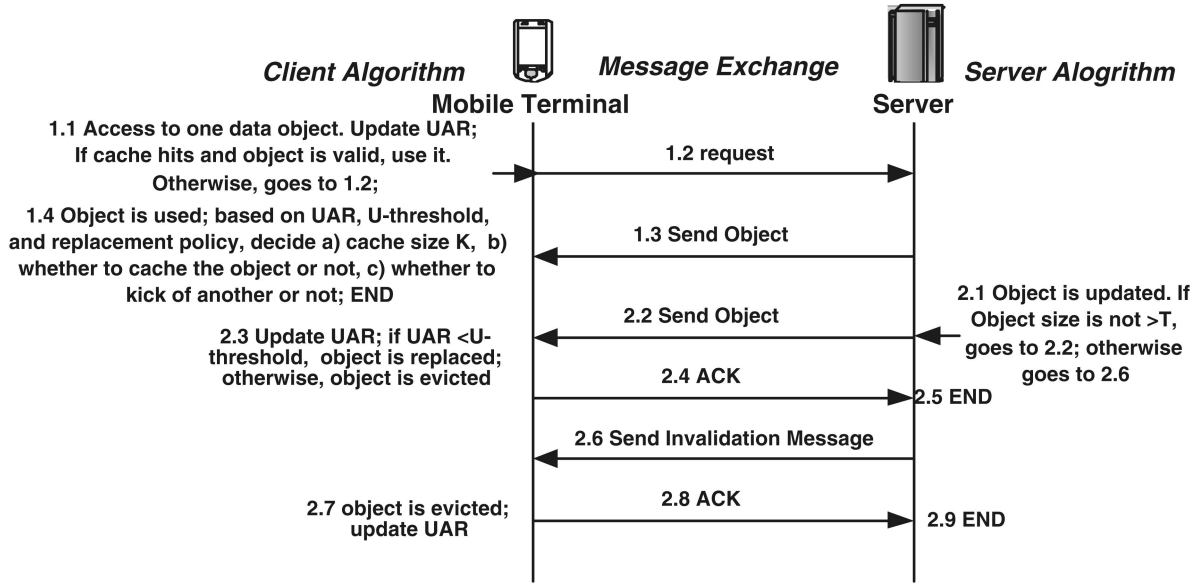 Client Algorithm
Message Exchange
Server Alogrithm
Mobile Terminal
Server
1.1 Access to one data object. Update UAR;
If cache hits and object is valid, use it.
Otherwise, goes to 1.2;
1.2 request
1.4 Object is used; based on UAR, U-threshold,
and replacement policy, decide a) cache size K, b)
whether to cache the object or not, c) whether to
kick of another or not; END
1.3 Send Object
2.1 Object is updated. If
Object size is not >T,
goes to 2.2; otherwise
goes to 2.6
2.2 Send Object
2.3 Update UAR; if UAR <U-
threshold, object is replaced;
otherwise, object is evicted
2.4 ACK
2.5 END
2.6 Send Invalidation Message
2.7 object is evicted;
update UAR
2.8 ACK
2.9 END